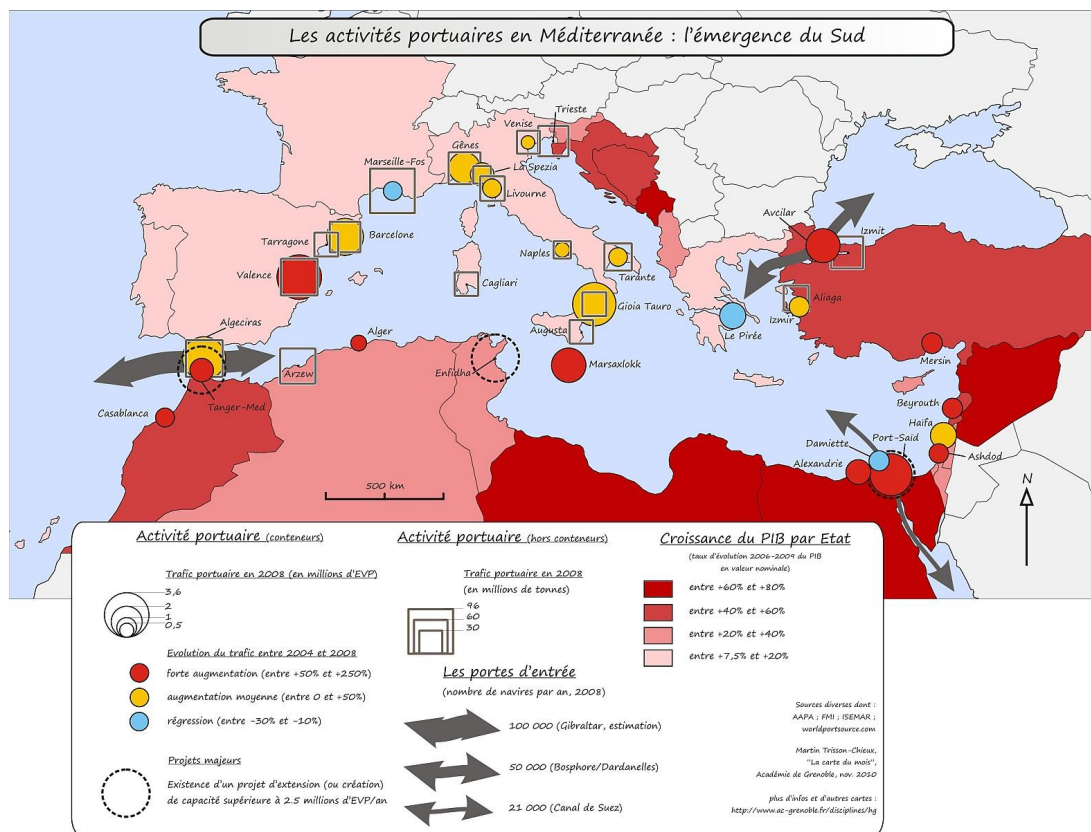 Les activités portuaires en Méditerranée : l'émergence du Sud
Trieste
Venise
Gênes
Marseille-Fos
La Spezia
Livourne
Avcilar
Izmit
Tarragone
Barcelone
Naples
Tarante
Valence
Cagliari
Aliaga
Gioia Tauro
Izmir
Le Pirée
Augusta
Algeciras
Alger
Mersin
Enfidha
Arzew
Marsaxlokk
Tanger-Med
Beyrouth
Casablanca
Haïfa
Damiette
Port-Saïd
Ashdod
Alexandrie
500 km
N
Activité portuaire (conteneurs)
Trafic portuaire en 2008 (en millions d'EVP)
3,6
2
1
0,5
Evolution du trafic entre 2004 et 2008
forte augmentation (entre +50% et +250%)
augmentation moyenne (entre 0 et +50%)
régression (entre -30% et -10%)
Projets majeurs
Existence d'un projet d'extension (ou création)
de capacité supérieure à 2.5 millions d'EVP/an
Activité portuaire (hors conteneurs)
Trafic portuaire en 2008
(en millions de tonnes)
96
60
30
Les portes d'entrée
(nombre de navires par an, 2008)
100 000 (Gibraltar, estimation)
50 000 (Bosphore/Dardanelles)
21 000 (Canal de Suez)
Croissance du PIB par Etat
(taux d'évolution 2006-2009 du PIB
en valeur nominale)
entre +60% et +80%
entre +40% et +60%
entre +20% et +40%
entre +7,5% et +20%
Sources diverses dont :
AAPA ; FMI ; ISEMAR ;
worldportsource.com
Martin Trisson-Chieux,
"La carte du mois",
Académie de Grenoble, nov. 2010
plus d'infos et d'autres cartes :
http://www.ac-grenoble.fr/disciplines/hg